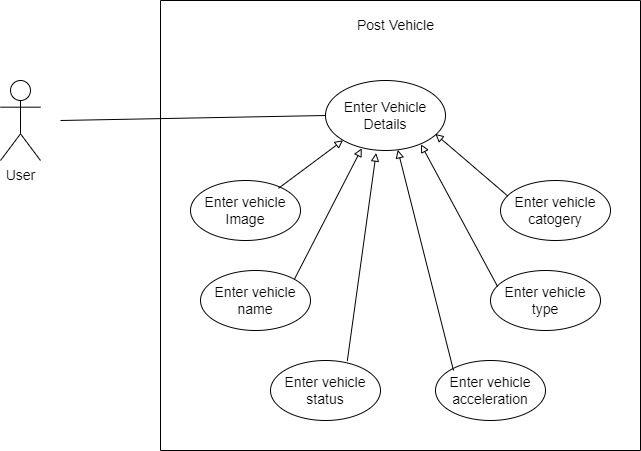 Post Vehicle
Enter Vehicle
Details
User
Enter vehicle
Image
Enter vehicle
catogery
Enter vehicle
name
Enter vehicle
type
Enter vehicle
status
Enter vehicle
acceleration